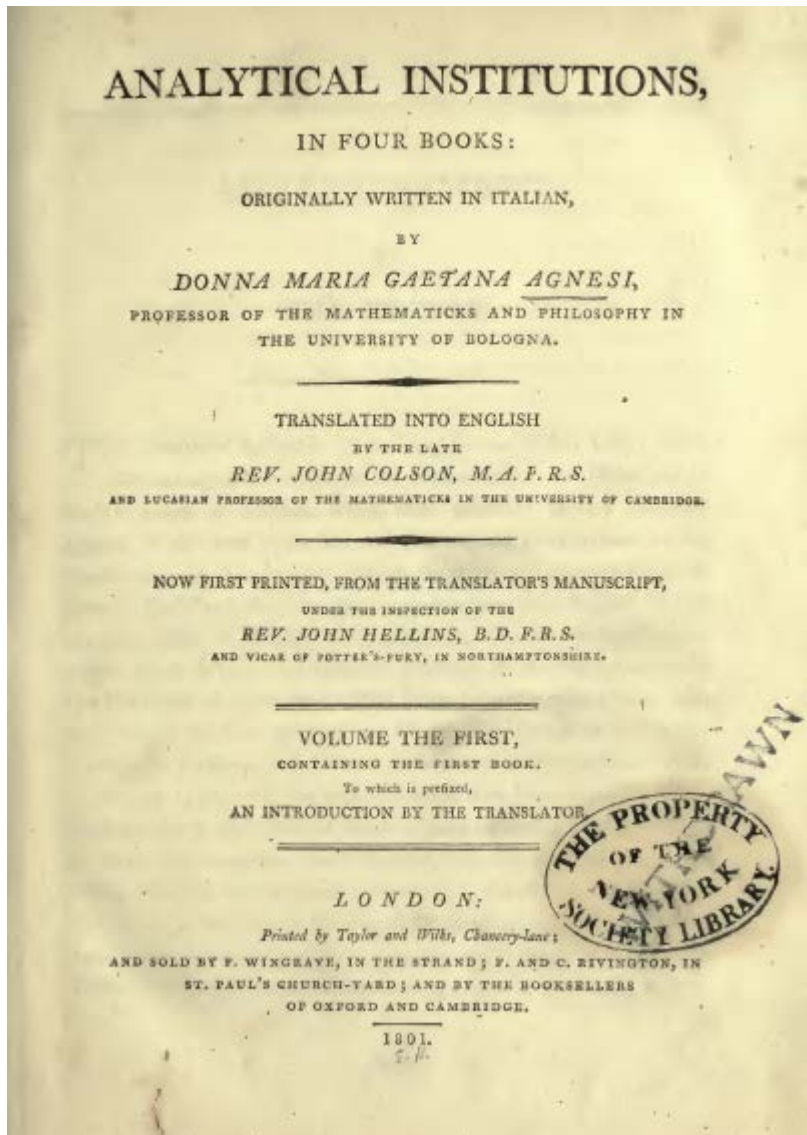 ANALYTICAL INSTITUTIONS,
IN FOUR BOOKS:
ORIGINALLY WRITTEN IN ITALIAN,
BY
DONNA MARIA GAETANA AGNESI,
PROFESSOR OF THE MATHEMATICKS AND PHILOSOPHY IN
THE UNIVERSITY OF BOLOGNA.
TRANSLATED INTO ENGLISH
BY THE LATE
REV. JOHN COLSON, M.A. F.R.S.
AND LUCASIAN PROFESSOR OF THE MATHEMATICKS IN THE UNIVERSITY OF CAMBRIDGE.
NOW FIRST PRINTED, FROM THE TRANSLATOR'S MANUSCRIPT,
UNDER THE INSPECTION OF THE
REV. JOHN HELLINS, B.D. F.R.S.
AND VICAR OF POTTER'S-PURY, IN NORTHAMPTONSHIRE.
VOLUME THE FIRST,
CONTAINING THE FIRST BOOK.
To which is prefixed,
AN INTRODUCTION BY THE TRANSLATOR
THE PROPERTY
OF THE
NEW-YORK
SOCIETY LIBRARY.
LONDON:
Printed by Taylor and Wilks, Chancery-lane;
AND SOLD BY F. WINGRAVE, IN THE STRAND; F. AND C. RIVINGTON, IN
ST. PAUL'S CHURCH-YARD; AND BY THE BOOKSELLERS
OF OXFORD AND CAMBRIDGE.
1801.